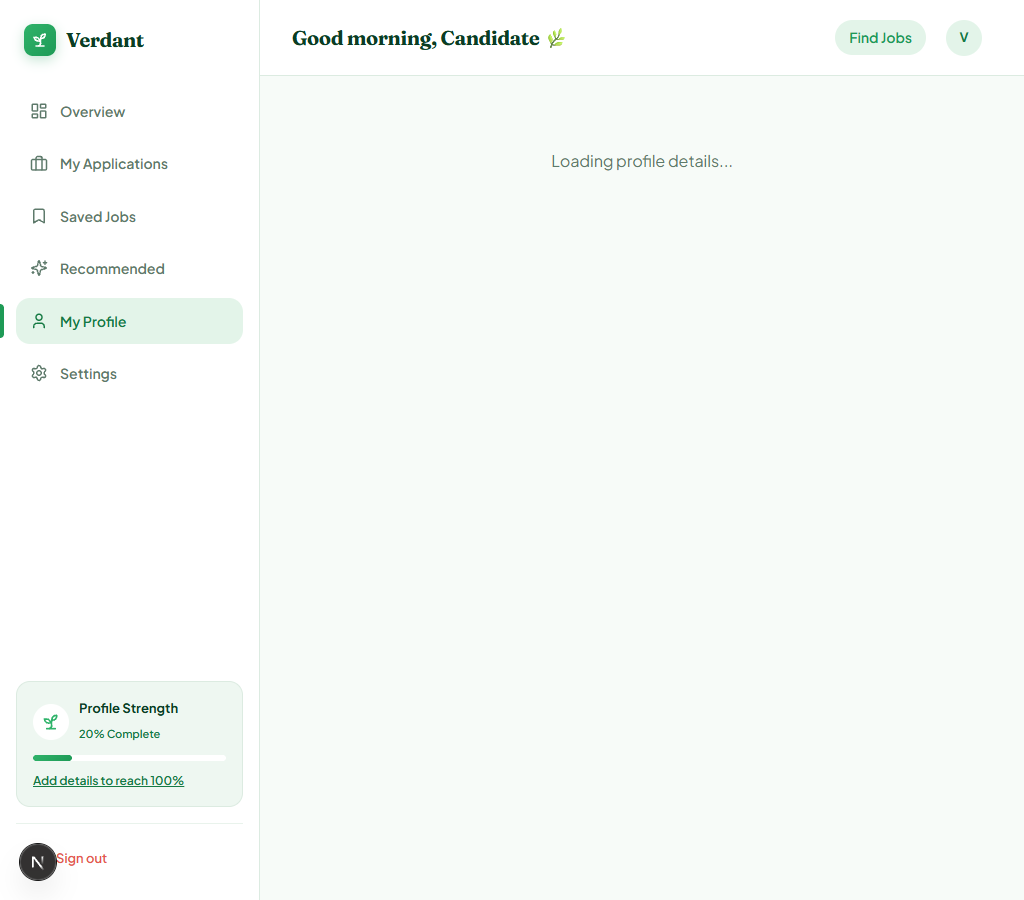 Verdant
Good morning, Candidate 🌿
Find Jobs
V
Overview
My Applications
Saved Jobs
Recommended
My Profile
Settings
Loading profile details...
Profile Strength
20% Complete
Add details to reach 100%
N
Sign out